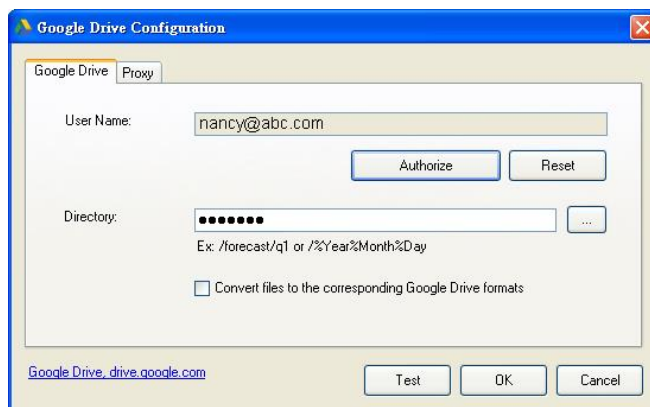 Google Drive Configuration
Google Drive Proxy
User Name: nancy@abc.com
Authorize Reset
Directory: ●●●●●●● ...
Ex: /forecast/q1 or /%Year%Month%Day
Convert files to the corresponding Google Drive formats
Google Drive, drive.google.com Test OK Cancel